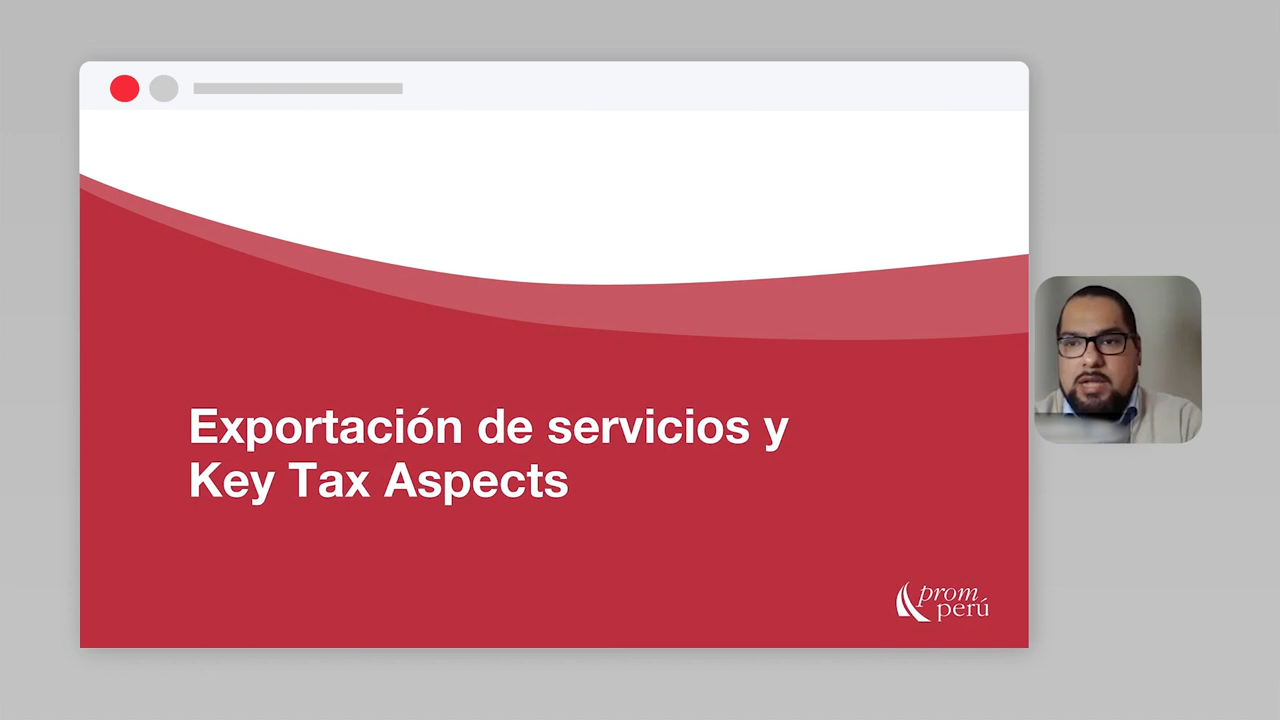 Exportación de servicios y
Key Tax Aspects
prom
perú